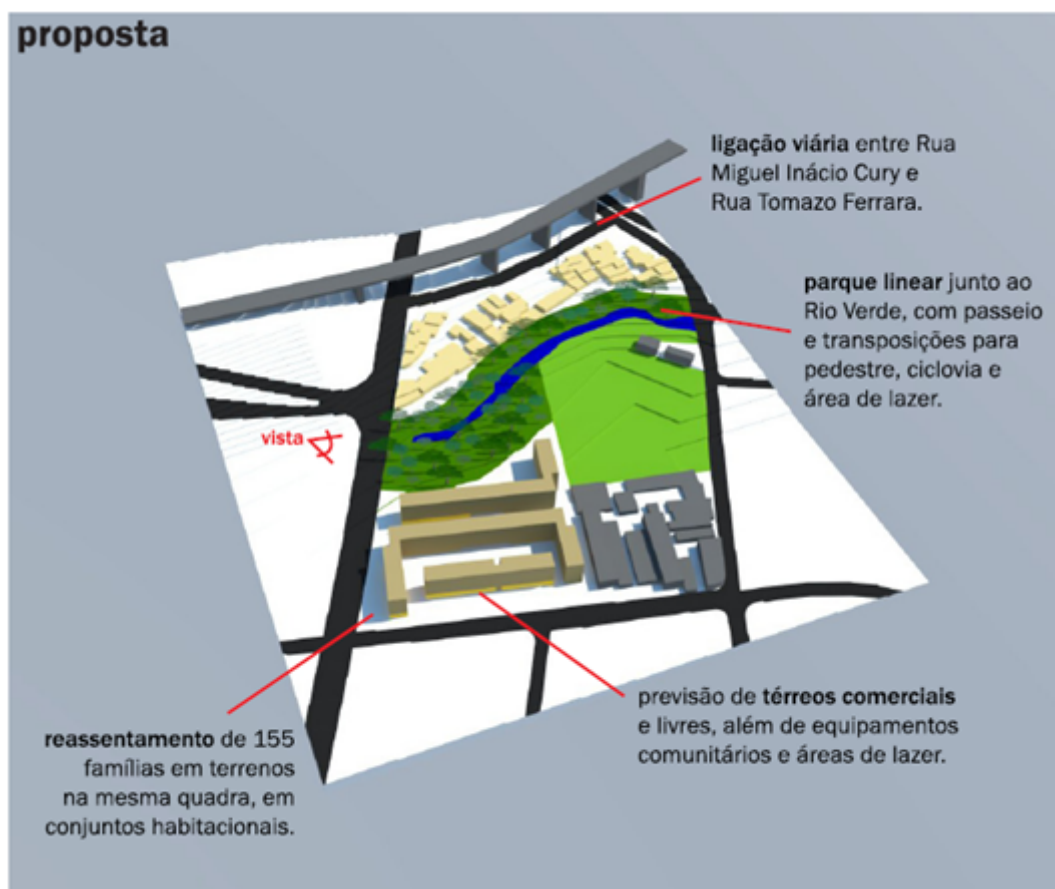 proposta
ligação viária entre Rua
Miguel Inácio Cury e
Rua Tomazo Ferrara.
parque linear junto ao
Rio Verde, com passeio
e transposições para
pedestre, ciclovia e
área de lazer.
vista
previsão de térreos comerciais
e livres, além de equipamentos
comunitários e áreas de lazer.
reassentamento de 155
famílias em terrenos
na mesma quadra, em
conjuntos habitacionais.